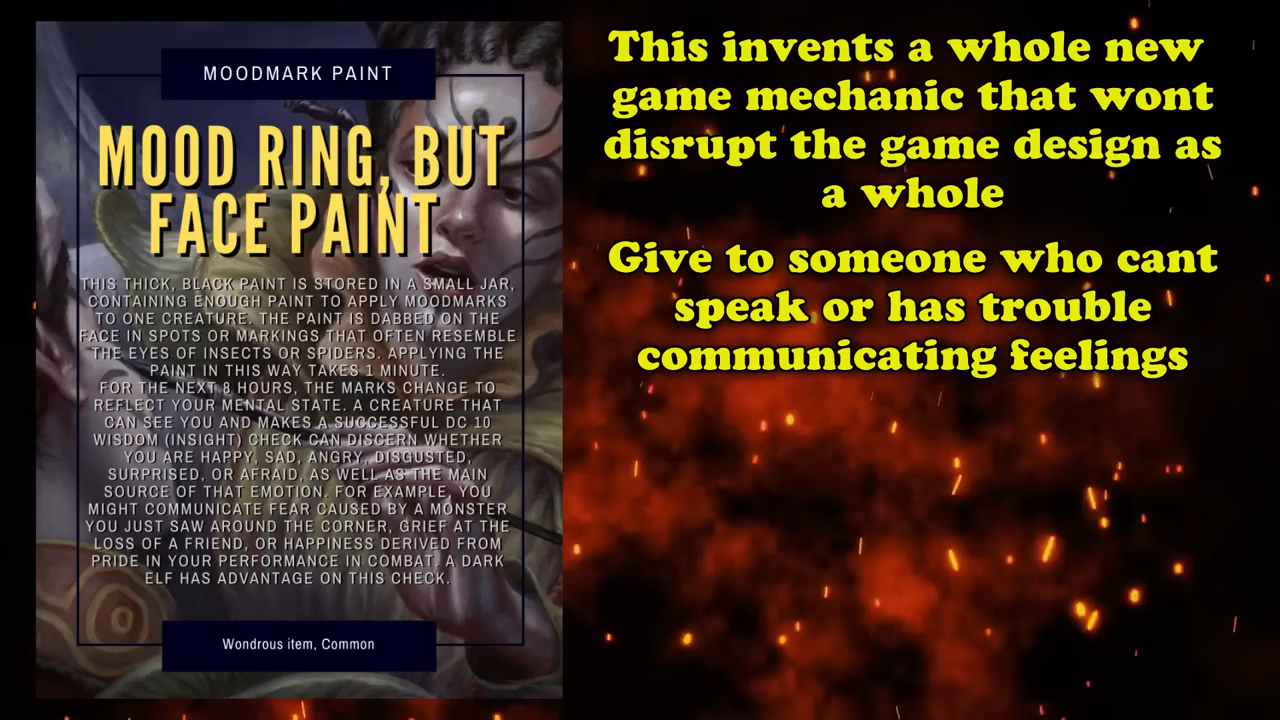 MOODMARK PAINT
MOOD RING, BUT
FACE PAINT
THIS THICK, BLACK PAINT IS STORED IN A SMALL JAR,
CONTAINING ENOUGH PAINT TO APPLY MOODMARKS
TO ONE CREATURE. THE PAINT IS DABBED ON THE
FACE IN SPOTS OR MARKINGS THAT OFTEN RESEMBLE
THE EYES OF INSECTS OR SPIDERS. APPLYING THE
PAINT IN THIS WAY TAKES 1 MINUTE.
FOR THE NEXT 8 HOURS, THE MARKS CHANGE TO
REFLECT YOUR MENTAL STATE. A CREATURE THAT
CAN SEE YOU AND MAKES A SUCCESSFUL DC 10
WISDOM (INSIGHT) CHECK CAN DISCERN WHETHER
YOU ARE HAPPY, SAD, ANGRY, DISGUSTED,
SURPRISED, OR AFRAID, AS WELL AS THE MAIN
SOURCE OF THAT EMOTION. FOR EXAMPLE, YOU
MIGHT COMMUNICATE FEAR CAUSED BY A MONSTER
YOU JUST SAW AROUND THE CORNER, GRIEF AT THE
LOSS OF A FRIEND, OR HAPPINESS DERIVED FROM
PRIDE IN YOUR PERFORMANCE IN COMBAT. A DARK
ELF HAS ADVANTAGE ON THIS CHECK.
Wondrous item, Common
This invents a whole new
game mechanic that wont
disrupt the game design as
a whole
Give to someone who cant
speak or has trouble
communicating feelings